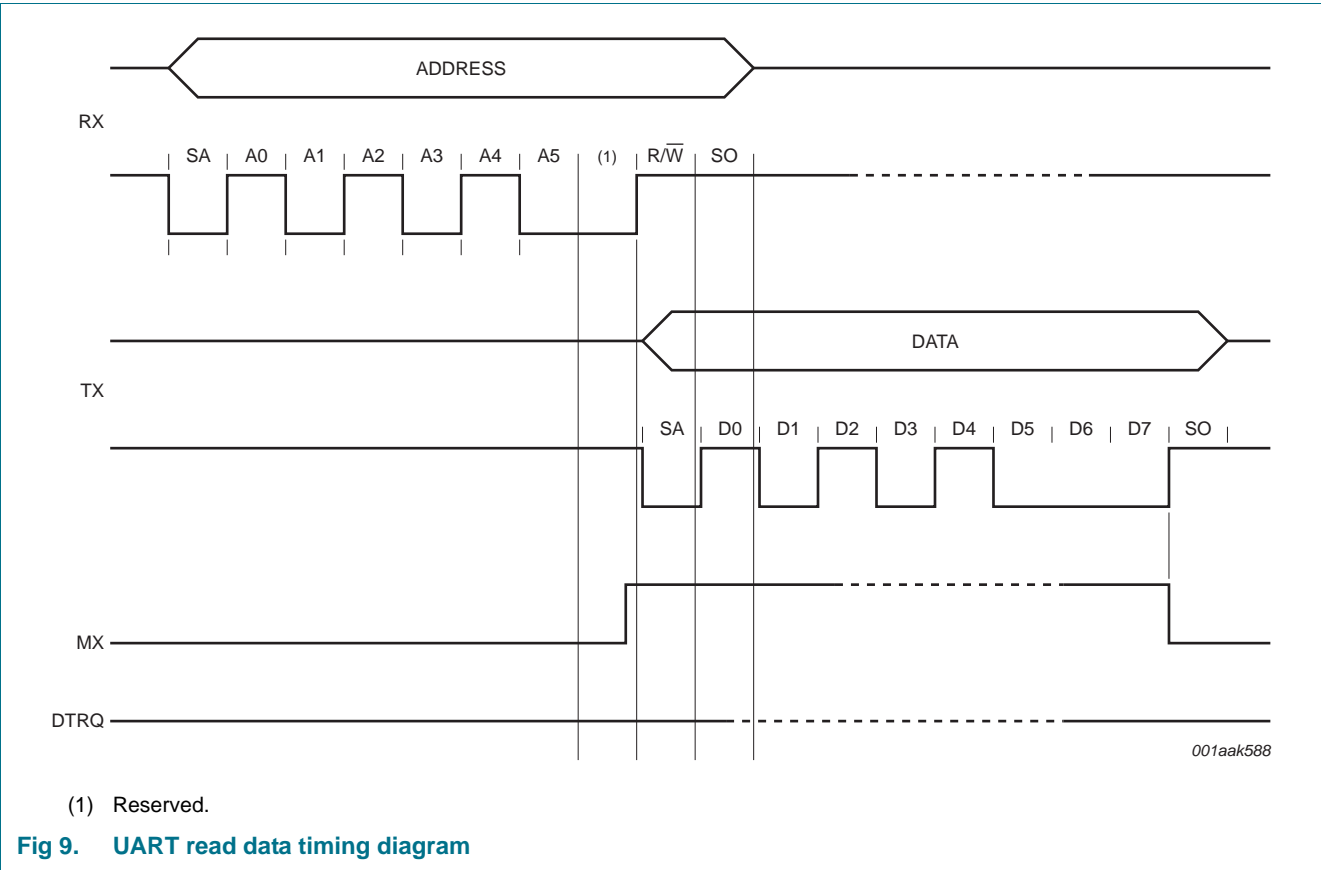 ADDRESS
RX
SA A0 A1 A2 A3 A4 A5 (1) R/W̅ SO
DATA
TX
SA D0 D1 D2 D3 D4 D5 D6 D7 SO
MX
DTRQ
001aak588
(1) Reserved.
Fig 9. UART read data timing diagram